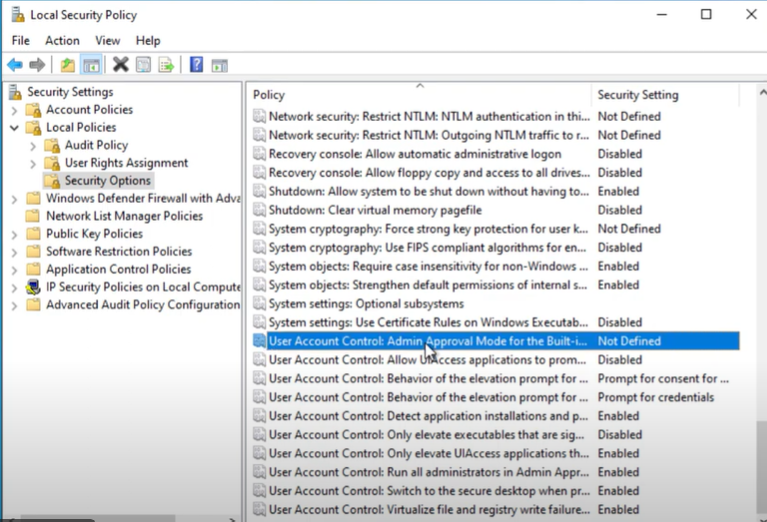 Local Security Policy
File Action View Help
Security Settings
Account Policies
Local Policies
Audit Policy
User Rights Assignment
Security Options
Windows Defender Firewall with Adva
Network List Manager Policies
Public Key Policies
Software Restriction Policies
Application Control Policies
IP Security Policies on Local Compute
Advanced Audit Policy Configuration
Policy Security Setting
Network security: Restrict NTLM: NTLM authentication in thi... Not Defined
Network security: Restrict NTLM: Outgoing NTLM traffic to r... Not Defined
Recovery console: Allow automatic administrative logon Disabled
Recovery console: Allow floppy copy and access to all drives... Disabled
Shutdown: Allow system to be shut down without having to... Enabled
Shutdown: Clear virtual memory pagefile Disabled
System cryptography: Force strong key protection for user k... Not Defined
System cryptography: Use FIPS compliant algorithms for en... Disabled
System objects: Require case insensitivity for non-Windows ... Enabled
System objects: Strengthen default permissions of internal s... Enabled
System settings: Optional subsystems
System settings: Use Certificate Rules on Windows Executab... Disabled
User Account Control: Admin Approval Mode for the Built-i... Not Defined
User Account Control: Allow UIAccess applications to prom... Disabled
User Account Control: Behavior of the elevation prompt for ... Prompt for consent for ...
User Account Control: Behavior of the elevation prompt for ... Prompt for credentials
User Account Control: Detect application installations and p... Enabled
User Account Control: Only elevate executables that are sig... Disabled
User Account Control: Only elevate UIAccess applications th... Enabled
User Account Control: Run all administrators in Admin Appr... Enabled
User Account Control: Switch to the secure desktop when pr... Enabled
User Account Control: Virtualize file and registry write failure... Enabled